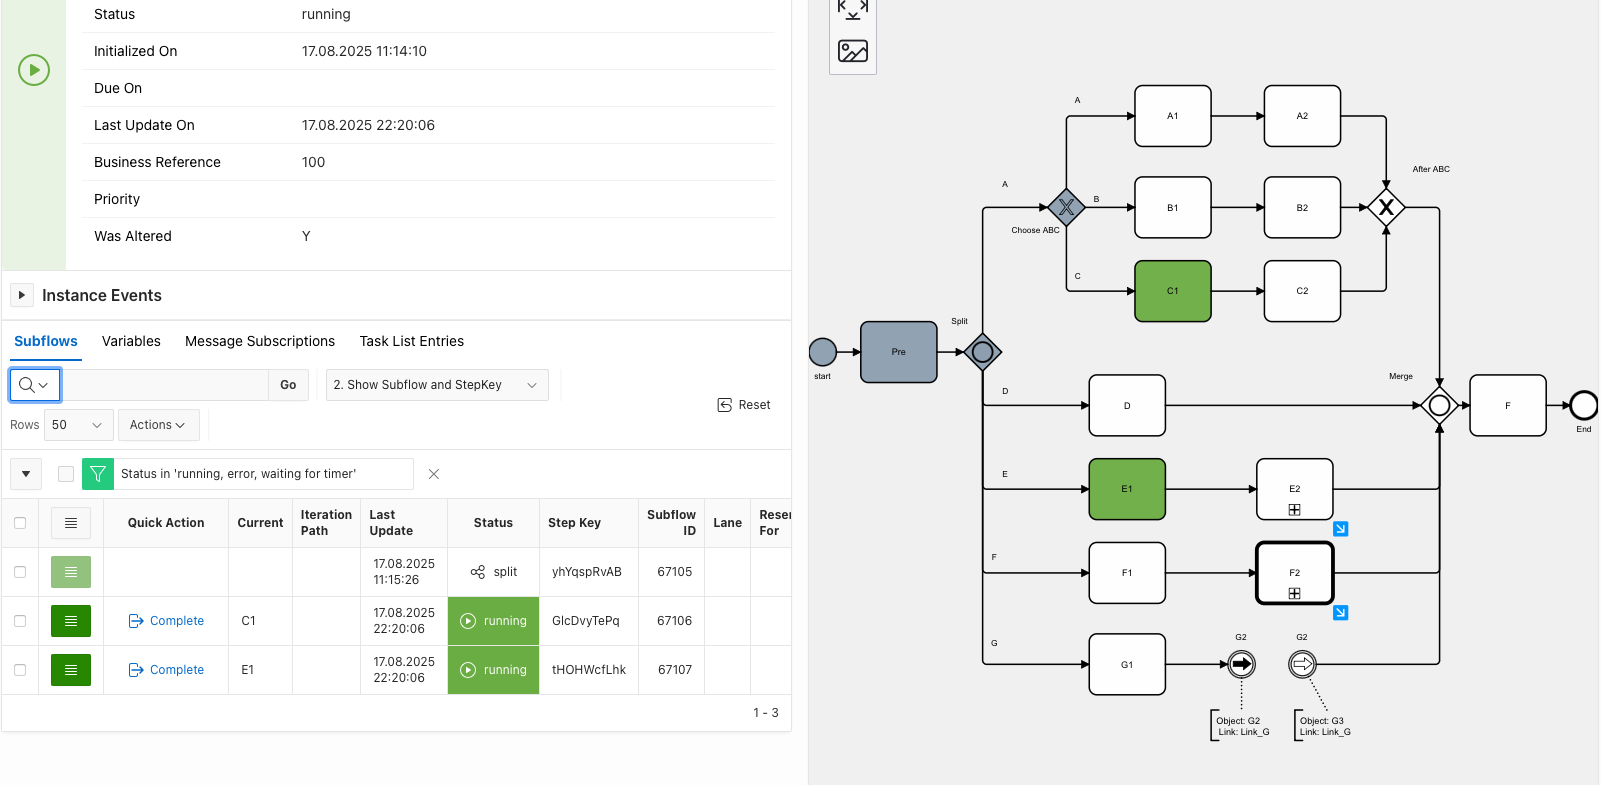 Status running
Initialized On 17.08.2025 11:14:10
Due On
Last Update On 17.08.2025 22:20:06
Business Reference 100
Priority
Was Altered Y
Instance Events
Subflows Variables Message Subscriptions Task List Entries
Go 2. Show Subflow and StepKey
Reset
Rows 50 Actions
Status in 'running, error, waiting for timer'
Quick Action Current Iteration Path Last Update Status Step Key Subflow ID Lane Reser For
17.08.2025 11:15:26 split yhYqspRvAB 67105
Complete C1 17.08.2025 22:20:06 running GlcDvyTePq 67106
Complete E1 17.08.2025 22:20:06 running tHOHWcfLhk 67107
1 - 3
A
A1
A2
After ABC
A
X
B
B1
B2
X
Choose ABC
C
C1
C2
Split
start
Pre
D
D
Merge
F
End
E
E1
E2
F
F1
F2
G
G1
G2
G2
Object: G2
Link: Link_G
Object: G3
Link: Link_G